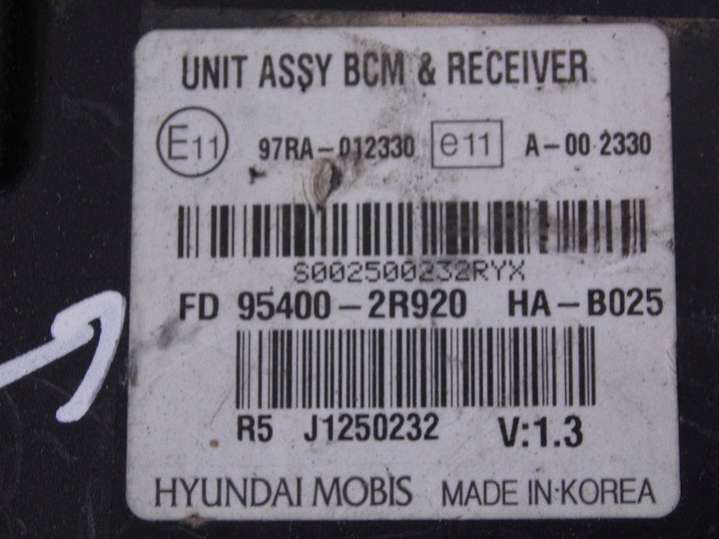 UNIT ASSY BCM & RECEIVER
E11 97RA-012330 e11 A-00 2330
S002500232RYX
FD 95400-2R920 HA-B025
R5 J1250232 V:1.3
HYUNDAI MOBIS MADE IN KOREA